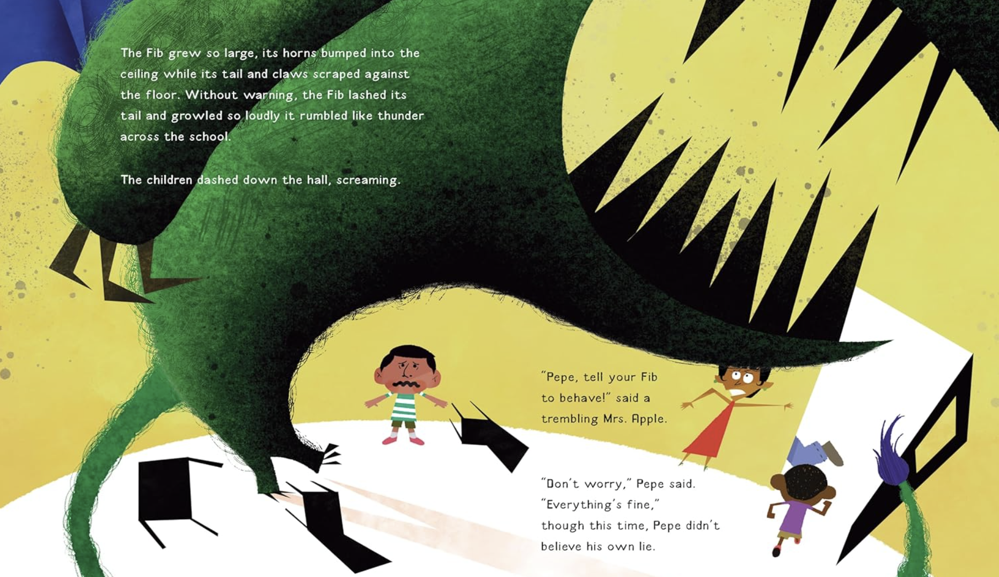 The Fib grew so large, its horns bumped into the
ceiling while its tail and claws scraped against
the floor. Without warning, the Fib lashed its
tail and growled so loudly it rumbled like thunder
across the school.
The children dashed down the hall, screaming.
“Pepe, tell your Fib
to behave!” said a
trembling Mrs. Apple.
“Don’t worry,” Pepe said.
“Everything’s fine,”
though this time, Pepe didn’t
believe his own lie.